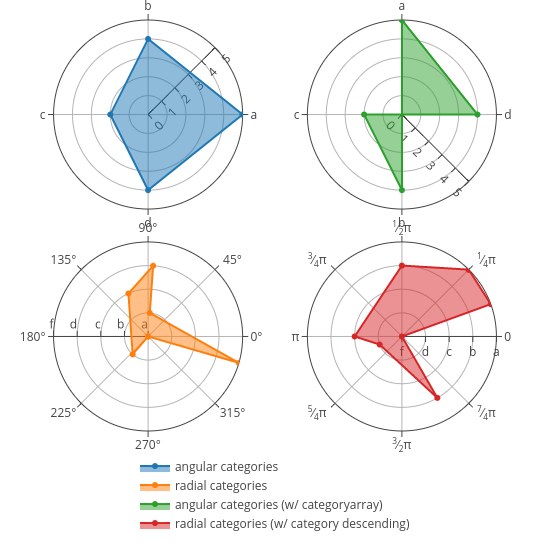 b
a
5
4
3
2
1
0
c
a
c
d
0
1
2
3
4
5
d
b
90°
½π
135°
45°
¾π
¼π
f d c b a
180°
0°
π
0
f d c b a
225°
315°
⁵⁄₄π
⁷⁄₄π
270°
³⁄₂π
angular categories
radial categories
angular categories (w/ categoryarray)
radial categories (w/ category descending)